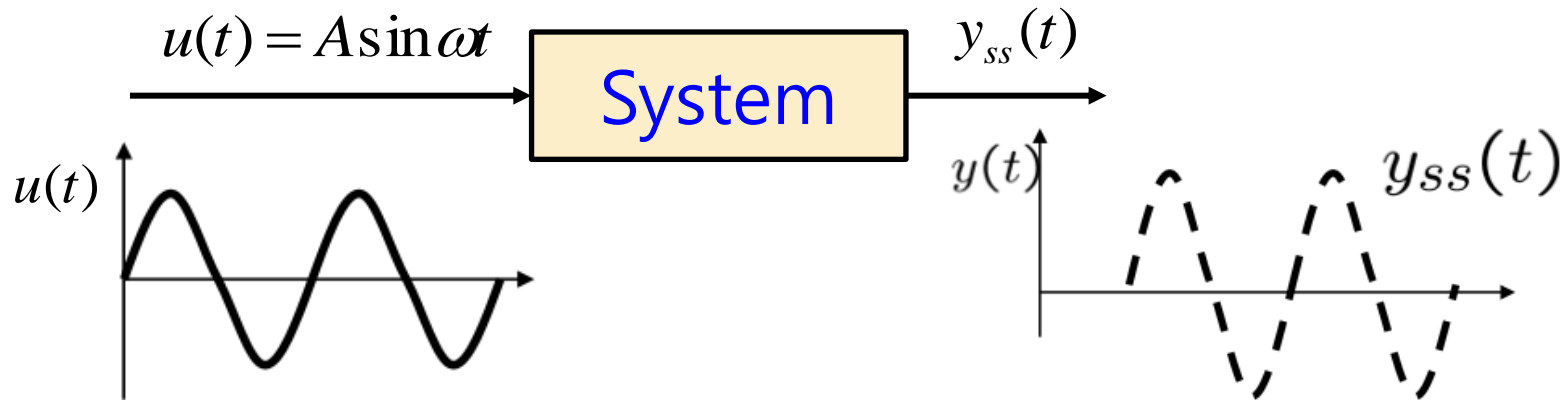 u(t) = A sin ωt
System
y_ss(t)
u(t)
y(t)
y_ss(t)